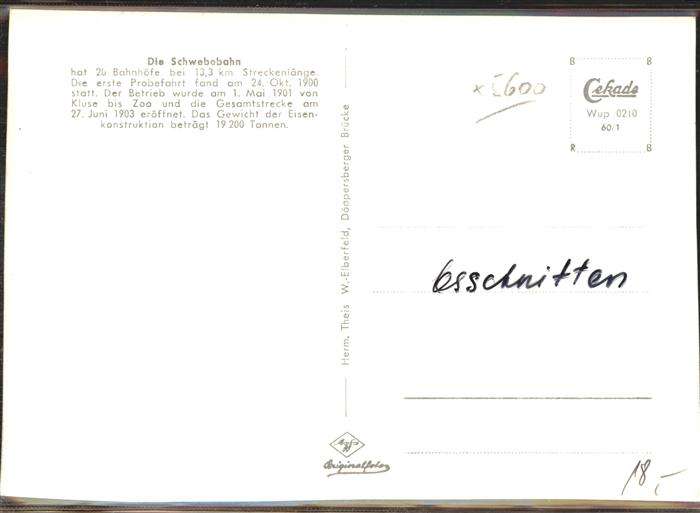 Die Schwebebahn
hat 20 Bahnhöfe bei 13,3 km Streckenlänge.
Die erste Probefahrt fand am 24. Okt. 1900
statt. Der Betrieb wurde am 1. Mai 1901 von
Kluse bis Zoo und die Gesamtstrecke am
27. Juni 1903 eröffnet. Das Gewicht der Eisen-
konstruktion beträgt 19 200 Tonnen.
Herm. Theis W.-Elberfeld, Döppersberger Brücke
Agfa
Originalfoto
5600
B B
Cekade
Wup 0210
60/1
R B
18,-